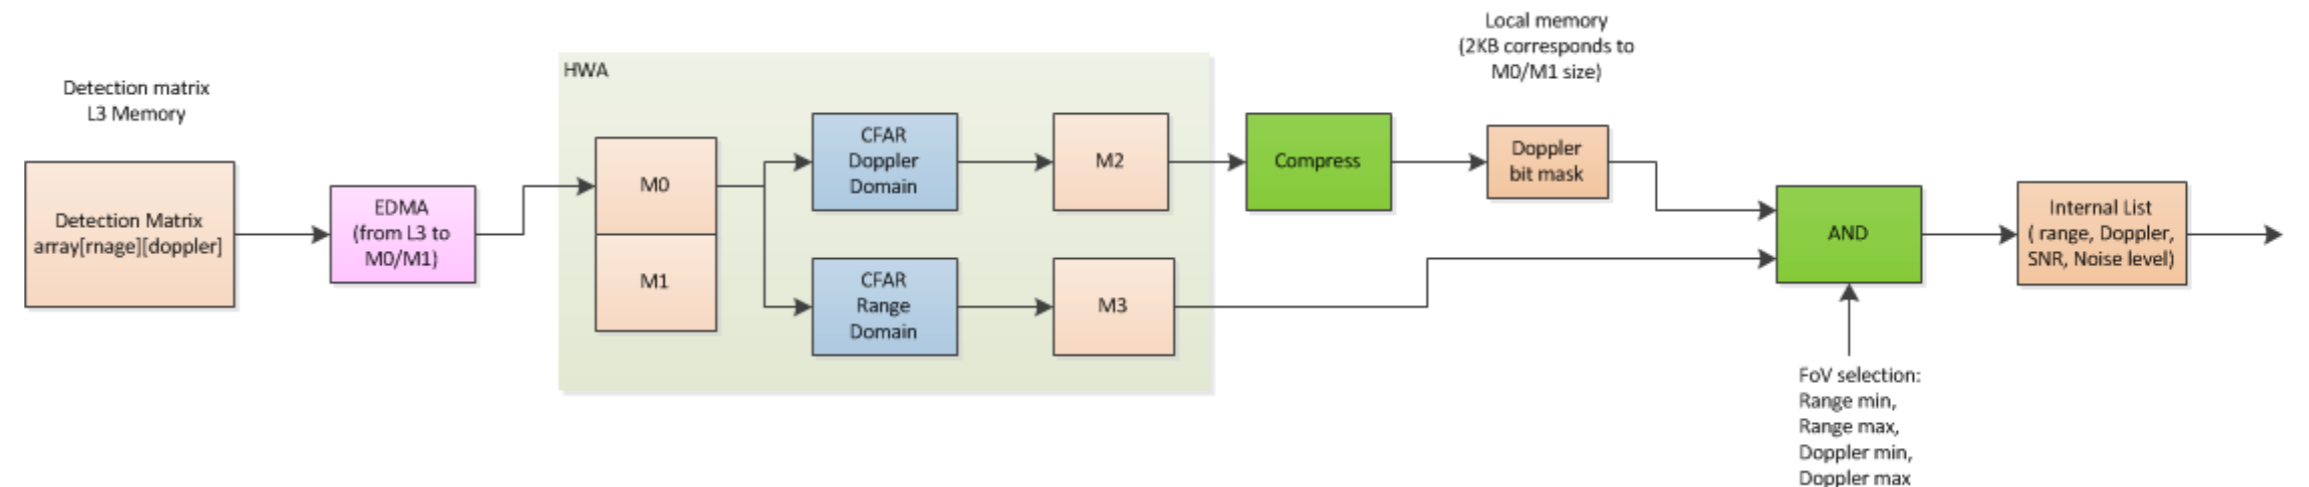 Detection matrix
L3 Memory
Detection Matrix
array[rnage][doppler]
EDMA
(from L3 to
M0/M1)
HWA
M0
M1
CFAR
Doppler
Domain
CFAR
Range
Domain
M2
M3
Compress
Local memory
(2KB corresponds to
M0/M1 size)
Doppler
bit mask
AND
FoV selection:
Range min,
Range max,
Doppler min,
Doppler max
Internal List
( range, Doppler,
SNR, Noise level)